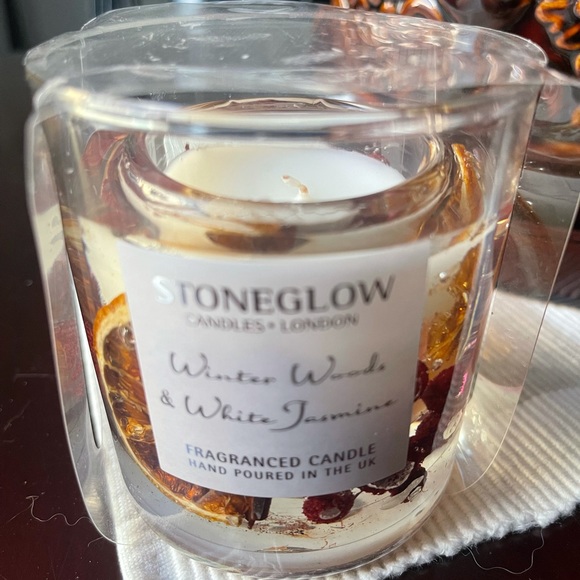 STONEGLOW
CANDLES • LONDON
Winter Woods
& White Jasmine
FRAGRANCED CANDLE
HAND POURED IN THE UK